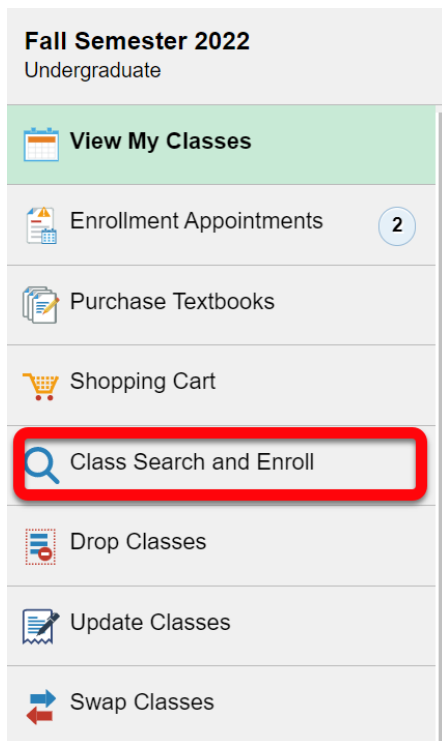 Fall Semester 2022
Undergraduate
View My Classes
Enrollment Appointments 2
Purchase Textbooks
Shopping Cart
Class Search and Enroll
Drop Classes
Update Classes
Swap Classes